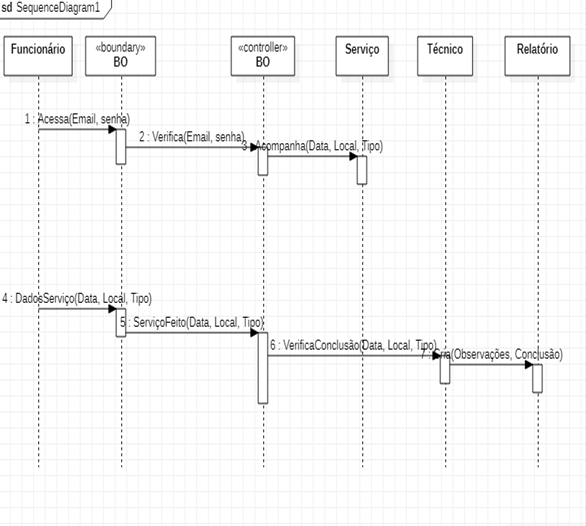 sd SequenceDiagram1
Funcionário
«boundary»
BO
«controller»
BO
Serviço
Técnico
Relatório
1 : Acessa(Email, senha)
2 : Verifica(Email, senha)
3 : Acompanha(Data, Local, Tipo)
4 : DadosServiço(Data, Local, Tipo)
5 : ServiçoFeito(Data, Local, Tipo)
6 : VerificaConclusão(Data, Local, Tipo)
7 : Cria(Observações, Conclusão)